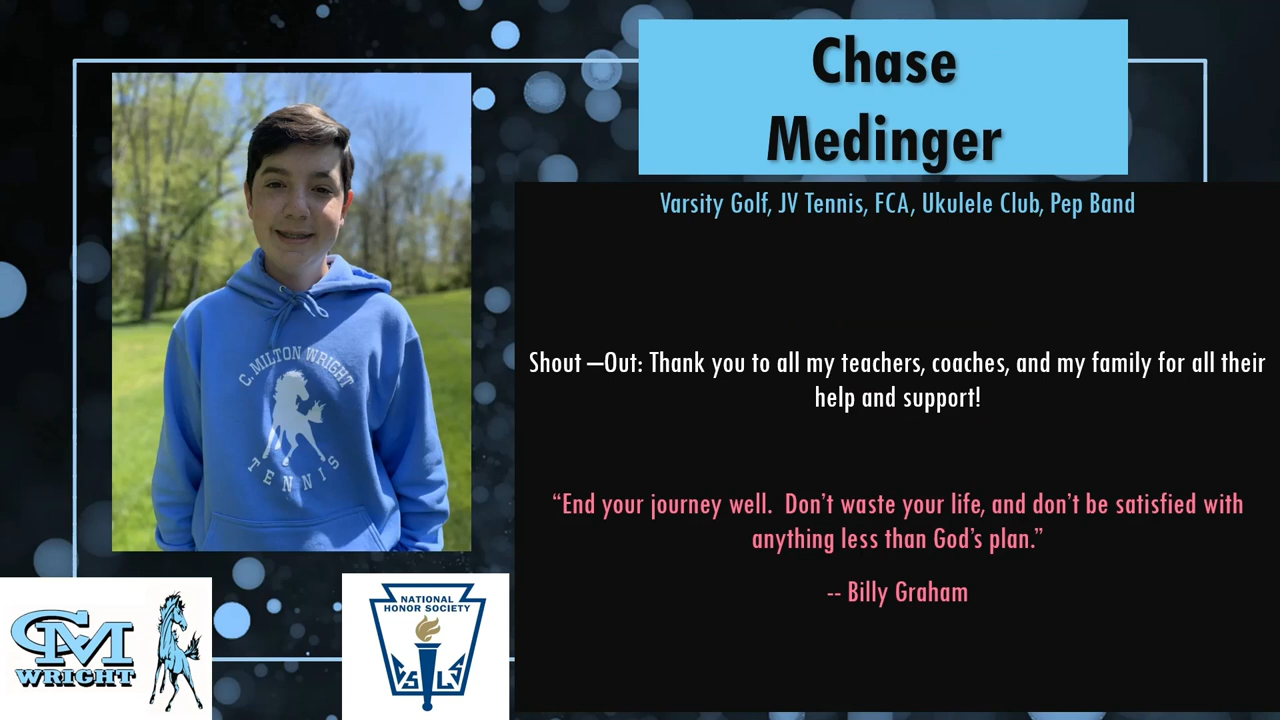 Chase
Medinger
Varsity Golf, JV Tennis, FCA, Ukulele Club, Pep Band
Shout –Out: Thank you to all my teachers, coaches, and my family for all their
help and support!
“End your journey well.  Don’t waste your life, and don’t be satisfied with
anything less than God’s plan.”
-- Billy Graham
C. MILTON WRIGHT
TENNIS
CM
WRIGHT
NATIONAL
HONOR SOCIETY
C S L S